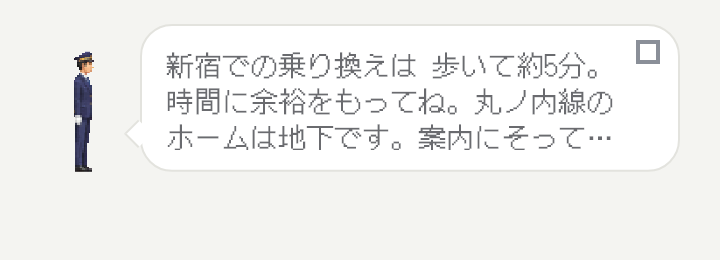 新宿での乗り換えは 歩いて約5分。
時間に余裕をもってね。丸ノ内線の
ホームは地下です。案内にそって…